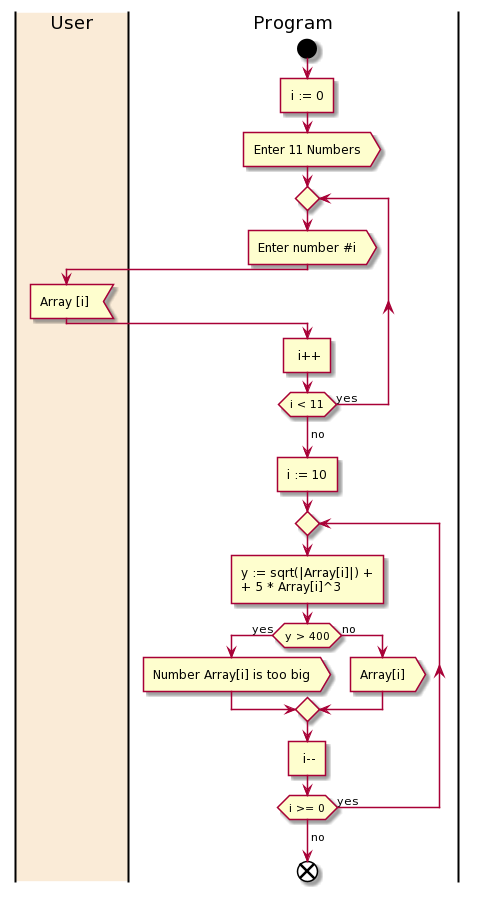 User
Program
i := 0
Enter 11 Numbers
Enter number #i
Array [i]
i++
i < 11
yes
no
i := 10
y := sqrt(|Array[i]|) +
+ 5 * Array[i]^3
yes
y > 400
no
Number Array[i] is too big
Array[i]
i--
i >= 0
yes
no